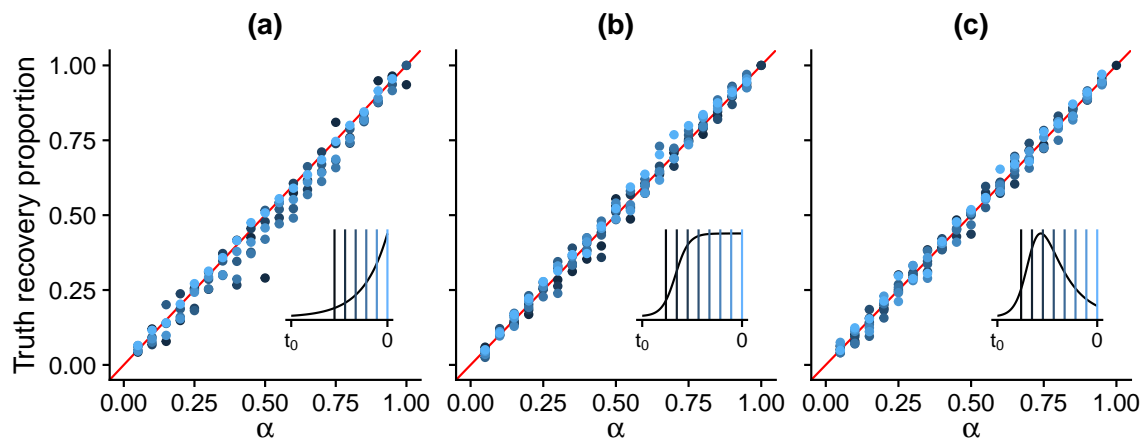 (a) (b) (c)
Truth recovery proportion
1.00
0.75
0.50
0.25
0.00
t₀ 0 t₀ 0 t₀ 0
0.00 0.25 0.50 0.75 1.00 0.00 0.25 0.50 0.75 1.00 0.00 0.25 0.50 0.75 1.00
α α α